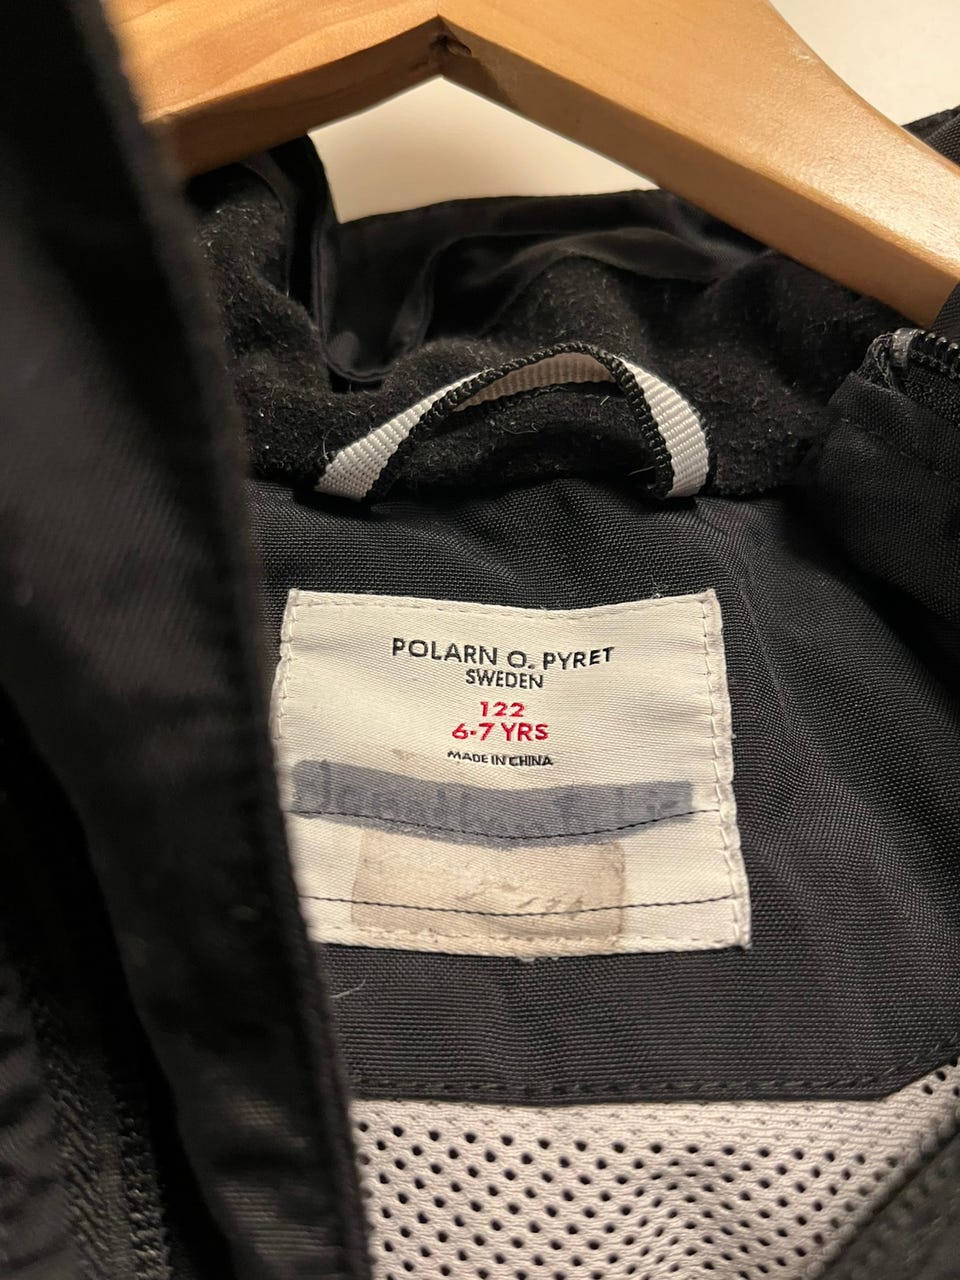 POLARN O. PYRET
SWEDEN
122
6-7 YRS
MADE IN CHINA